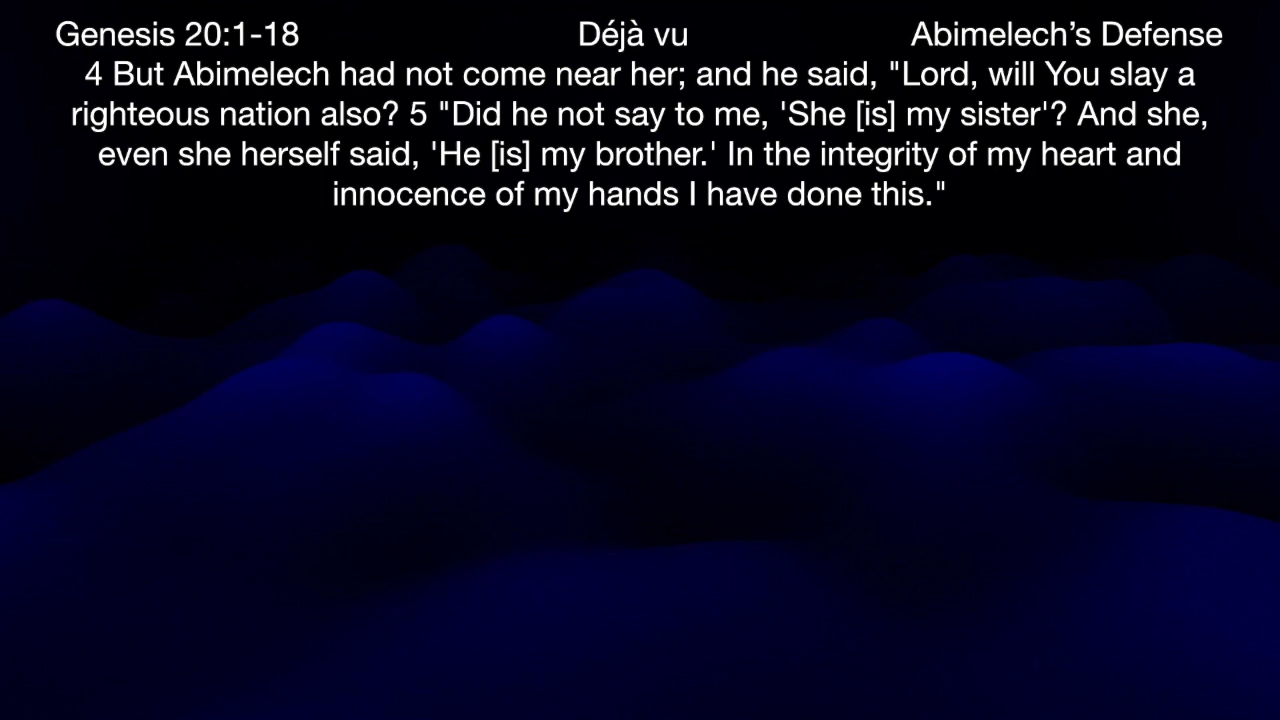 Genesis 20:1-18 Déjà vu Abimelech’s Defense
4 But Abimelech had not come near her; and he said, "Lord, will You slay a
righteous nation also? 5 "Did he not say to me, 'She [is] my sister'? And she,
even she herself said, 'He [is] my brother.' In the integrity of my heart and
innocence of my hands I have done this."